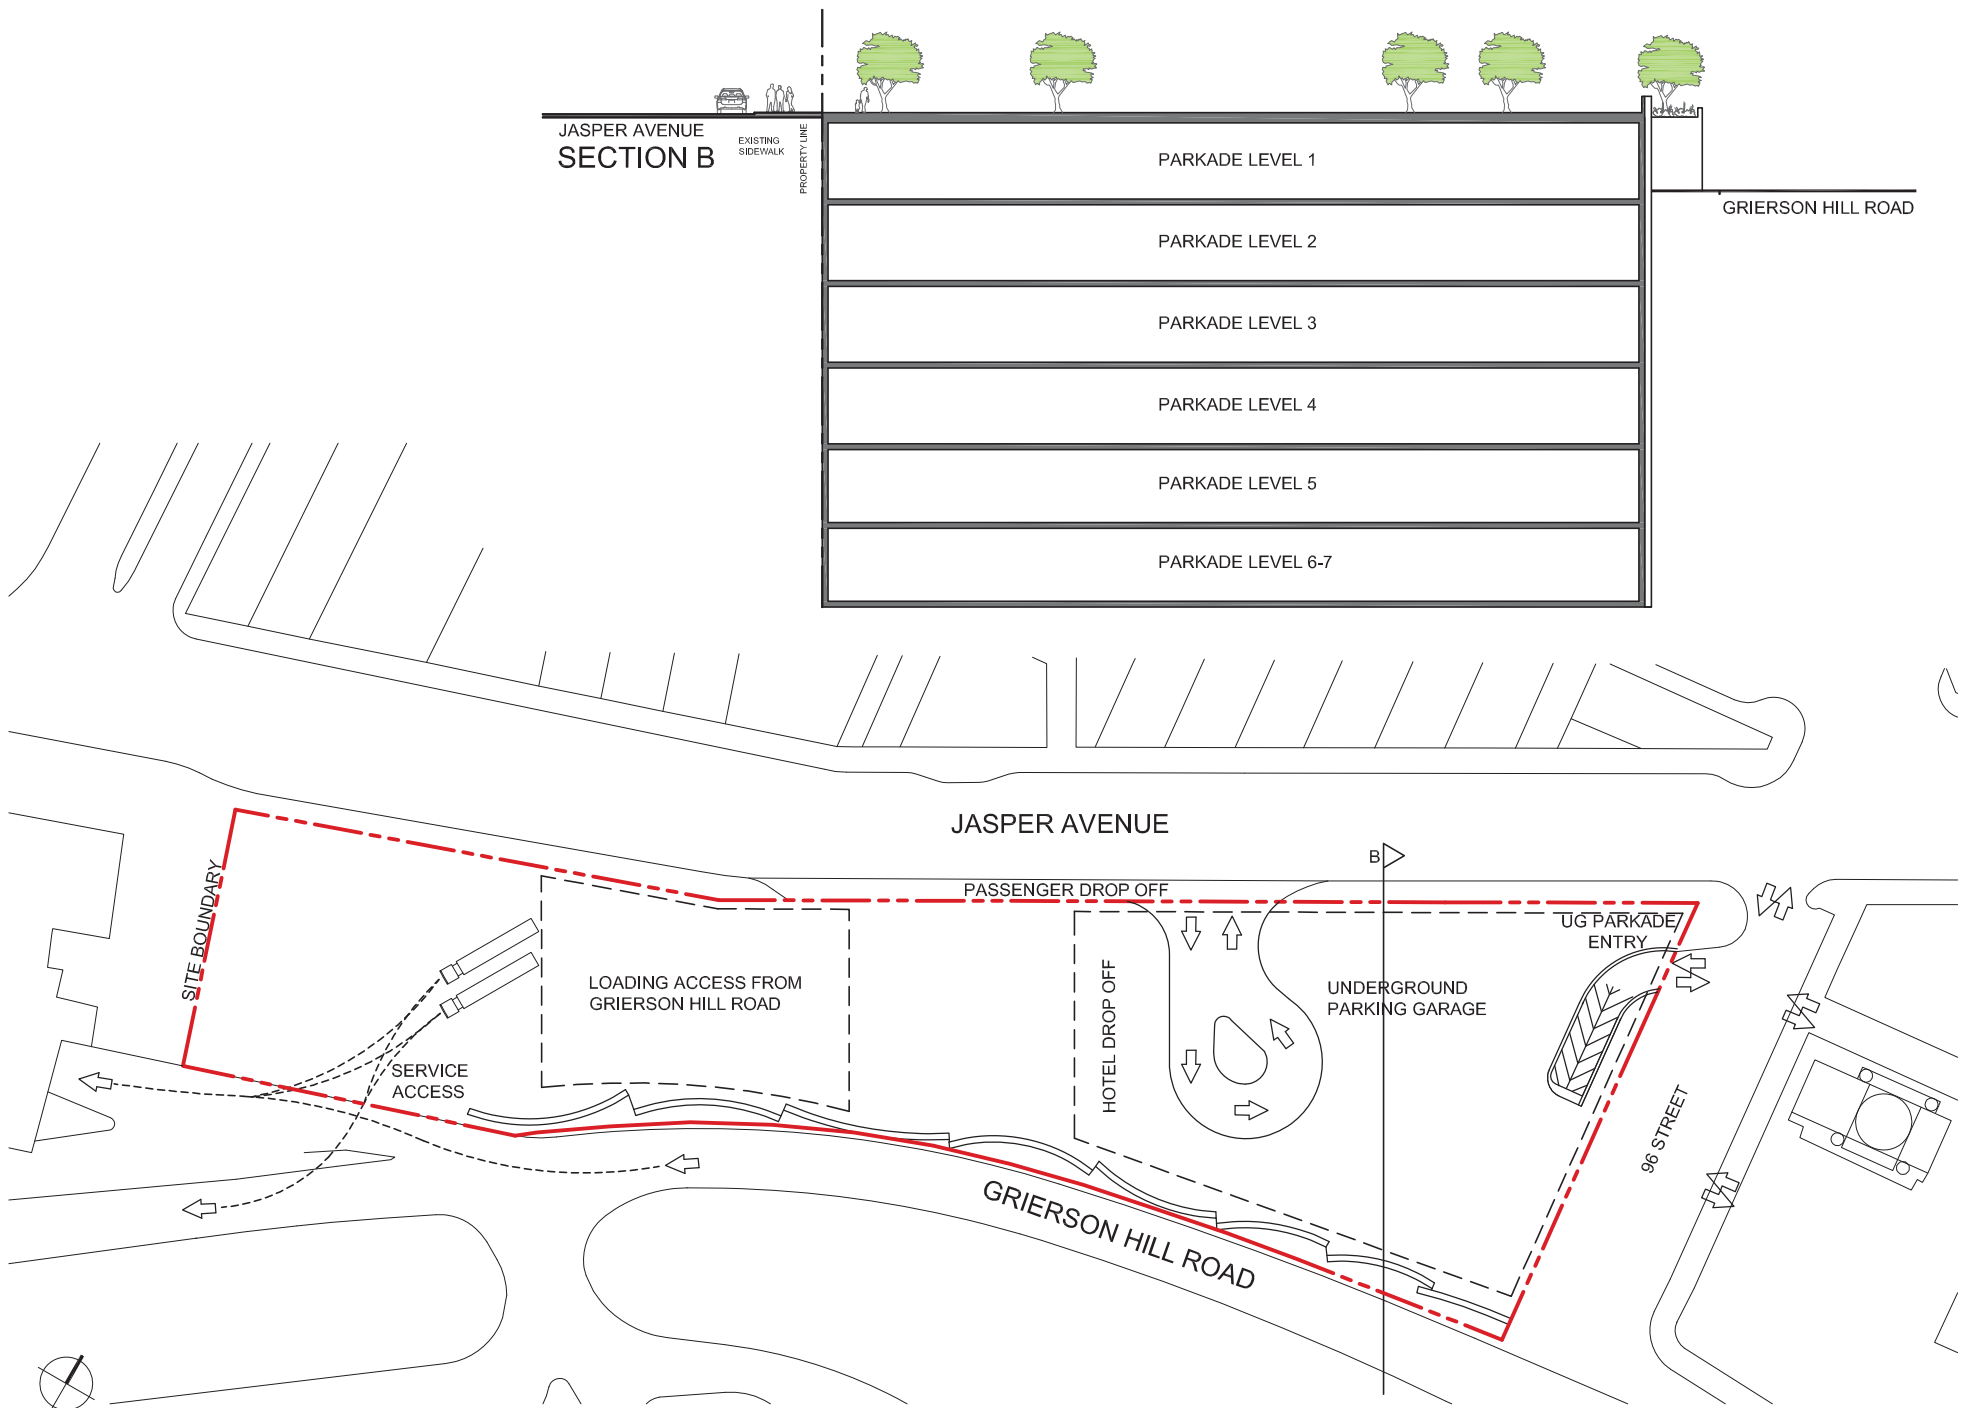 JASPER AVENUE
SECTION B
EXISTING
SIDEWALK
PROPERTY LINE
PARKADE LEVEL 1
PARKADE LEVEL 2
PARKADE LEVEL 3
PARKADE LEVEL 4
PARKADE LEVEL 5
PARKADE LEVEL 6-7
GRIERSON HILL ROAD
JASPER AVENUE
B
PASSENGER DROP OFF
UG PARKADE
ENTRY
SITE BOUNDARY
LOADING ACCESS FROM
GRIERSON HILL ROAD
HOTEL DROP OFF
UNDERGROUND
PARKING GARAGE
SERVICE
ACCESS
96 STREET
GRIERSON HILL ROAD